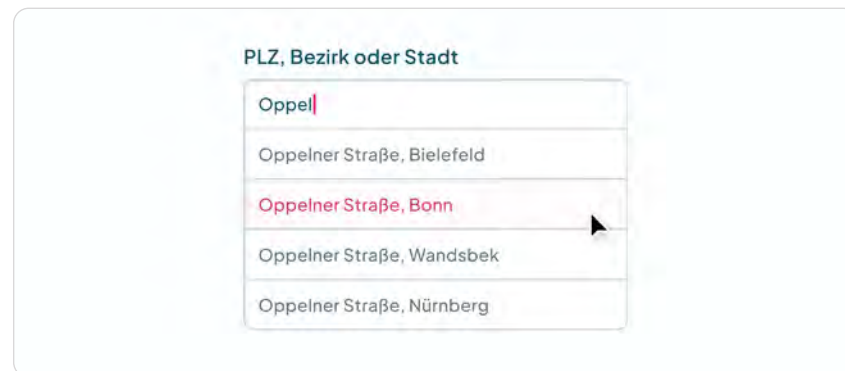 PLZ, Bezirk oder Stadt
Oppel
Oppelner Straße, Bielefeld
Oppelner Straße, Bonn
Oppelner Straße, Wandsbek
Oppelner Straße, Nürnberg